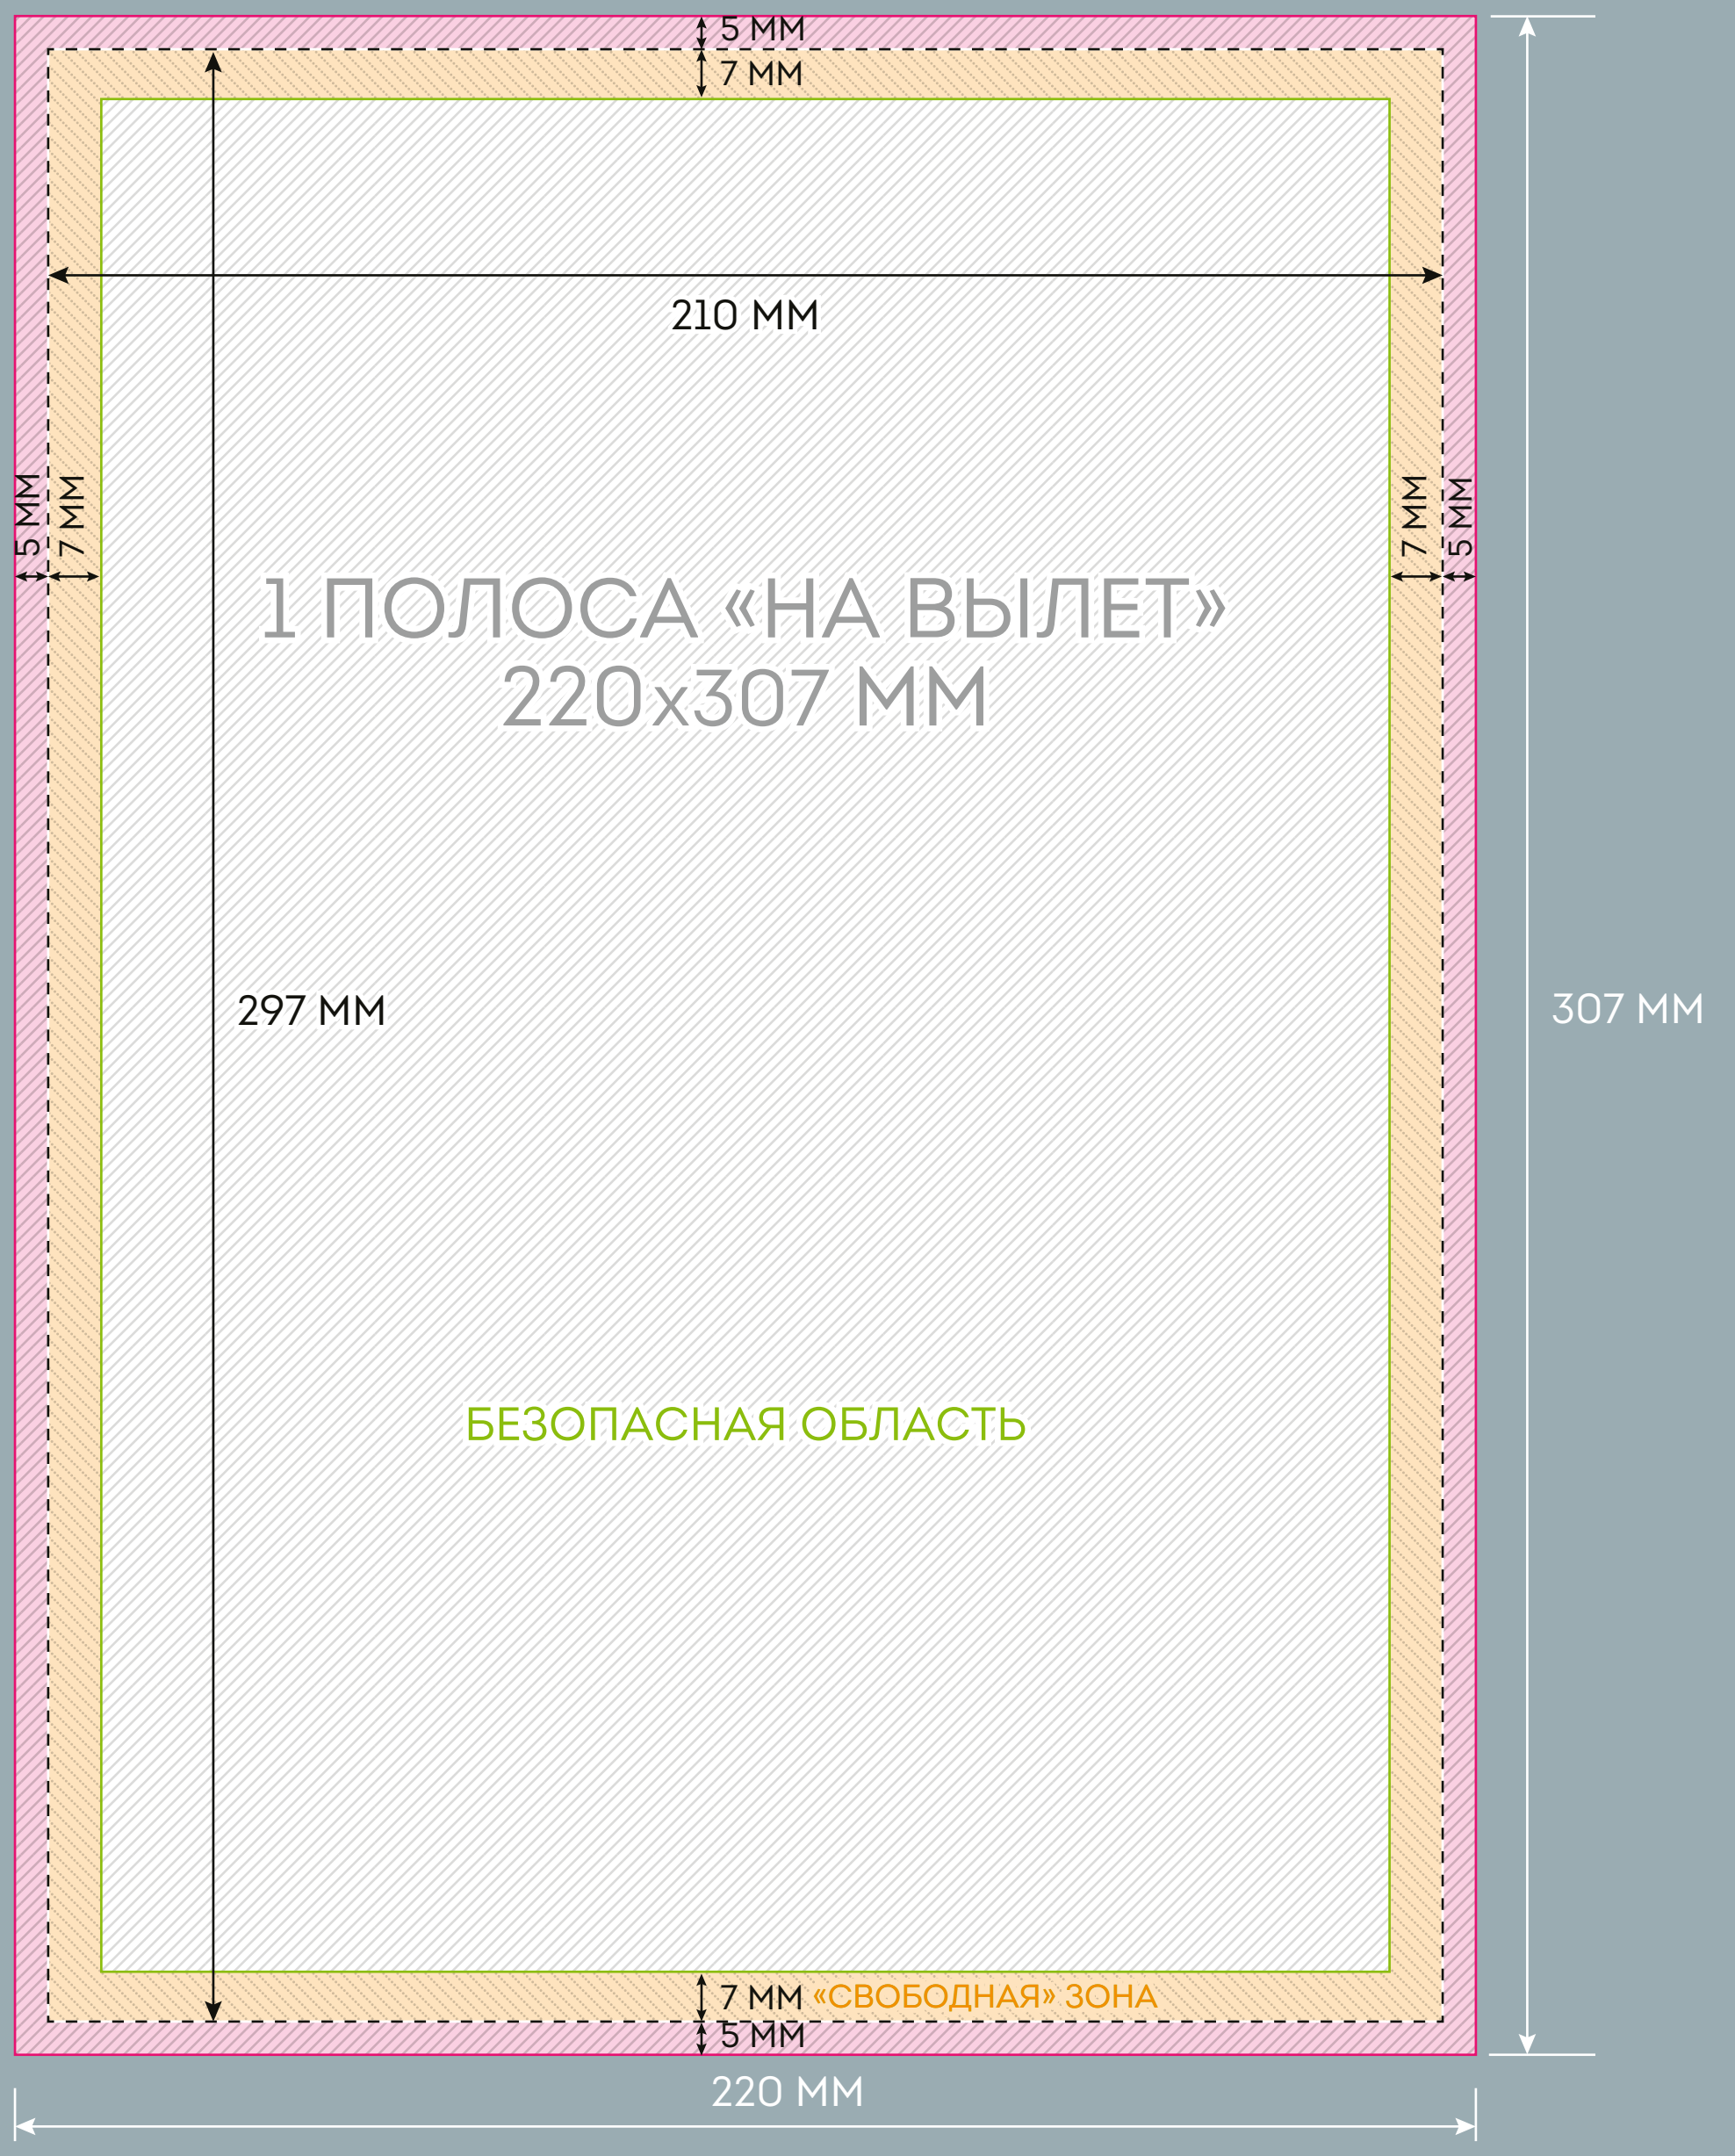 5 ММ
7 ММ
210 ММ
5 ММ
7 ММ
7 ММ
5 ММ
1 ПОЛОСА «НА ВЫЛЕТ»
220х307 ММ
297 ММ
307 ММ
БЕЗОПАСНАЯ ОБЛАСТЬ
7 ММ «СВОБОДНАЯ» ЗОНА
5 ММ
220 ММ